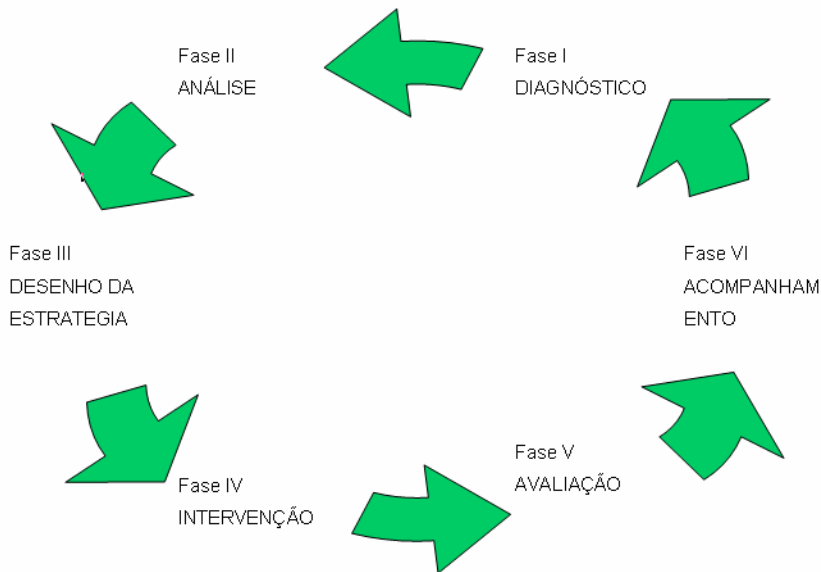 Fase I
DIAGNÓSTICO
Fase II
ANÁLISE
Fase III
DESENHO DA
ESTRATEGIA
Fase IV
INTERVENÇÃO
Fase V
AVALIAÇÃO
Fase VI
ACOMPANHAM
ENTO